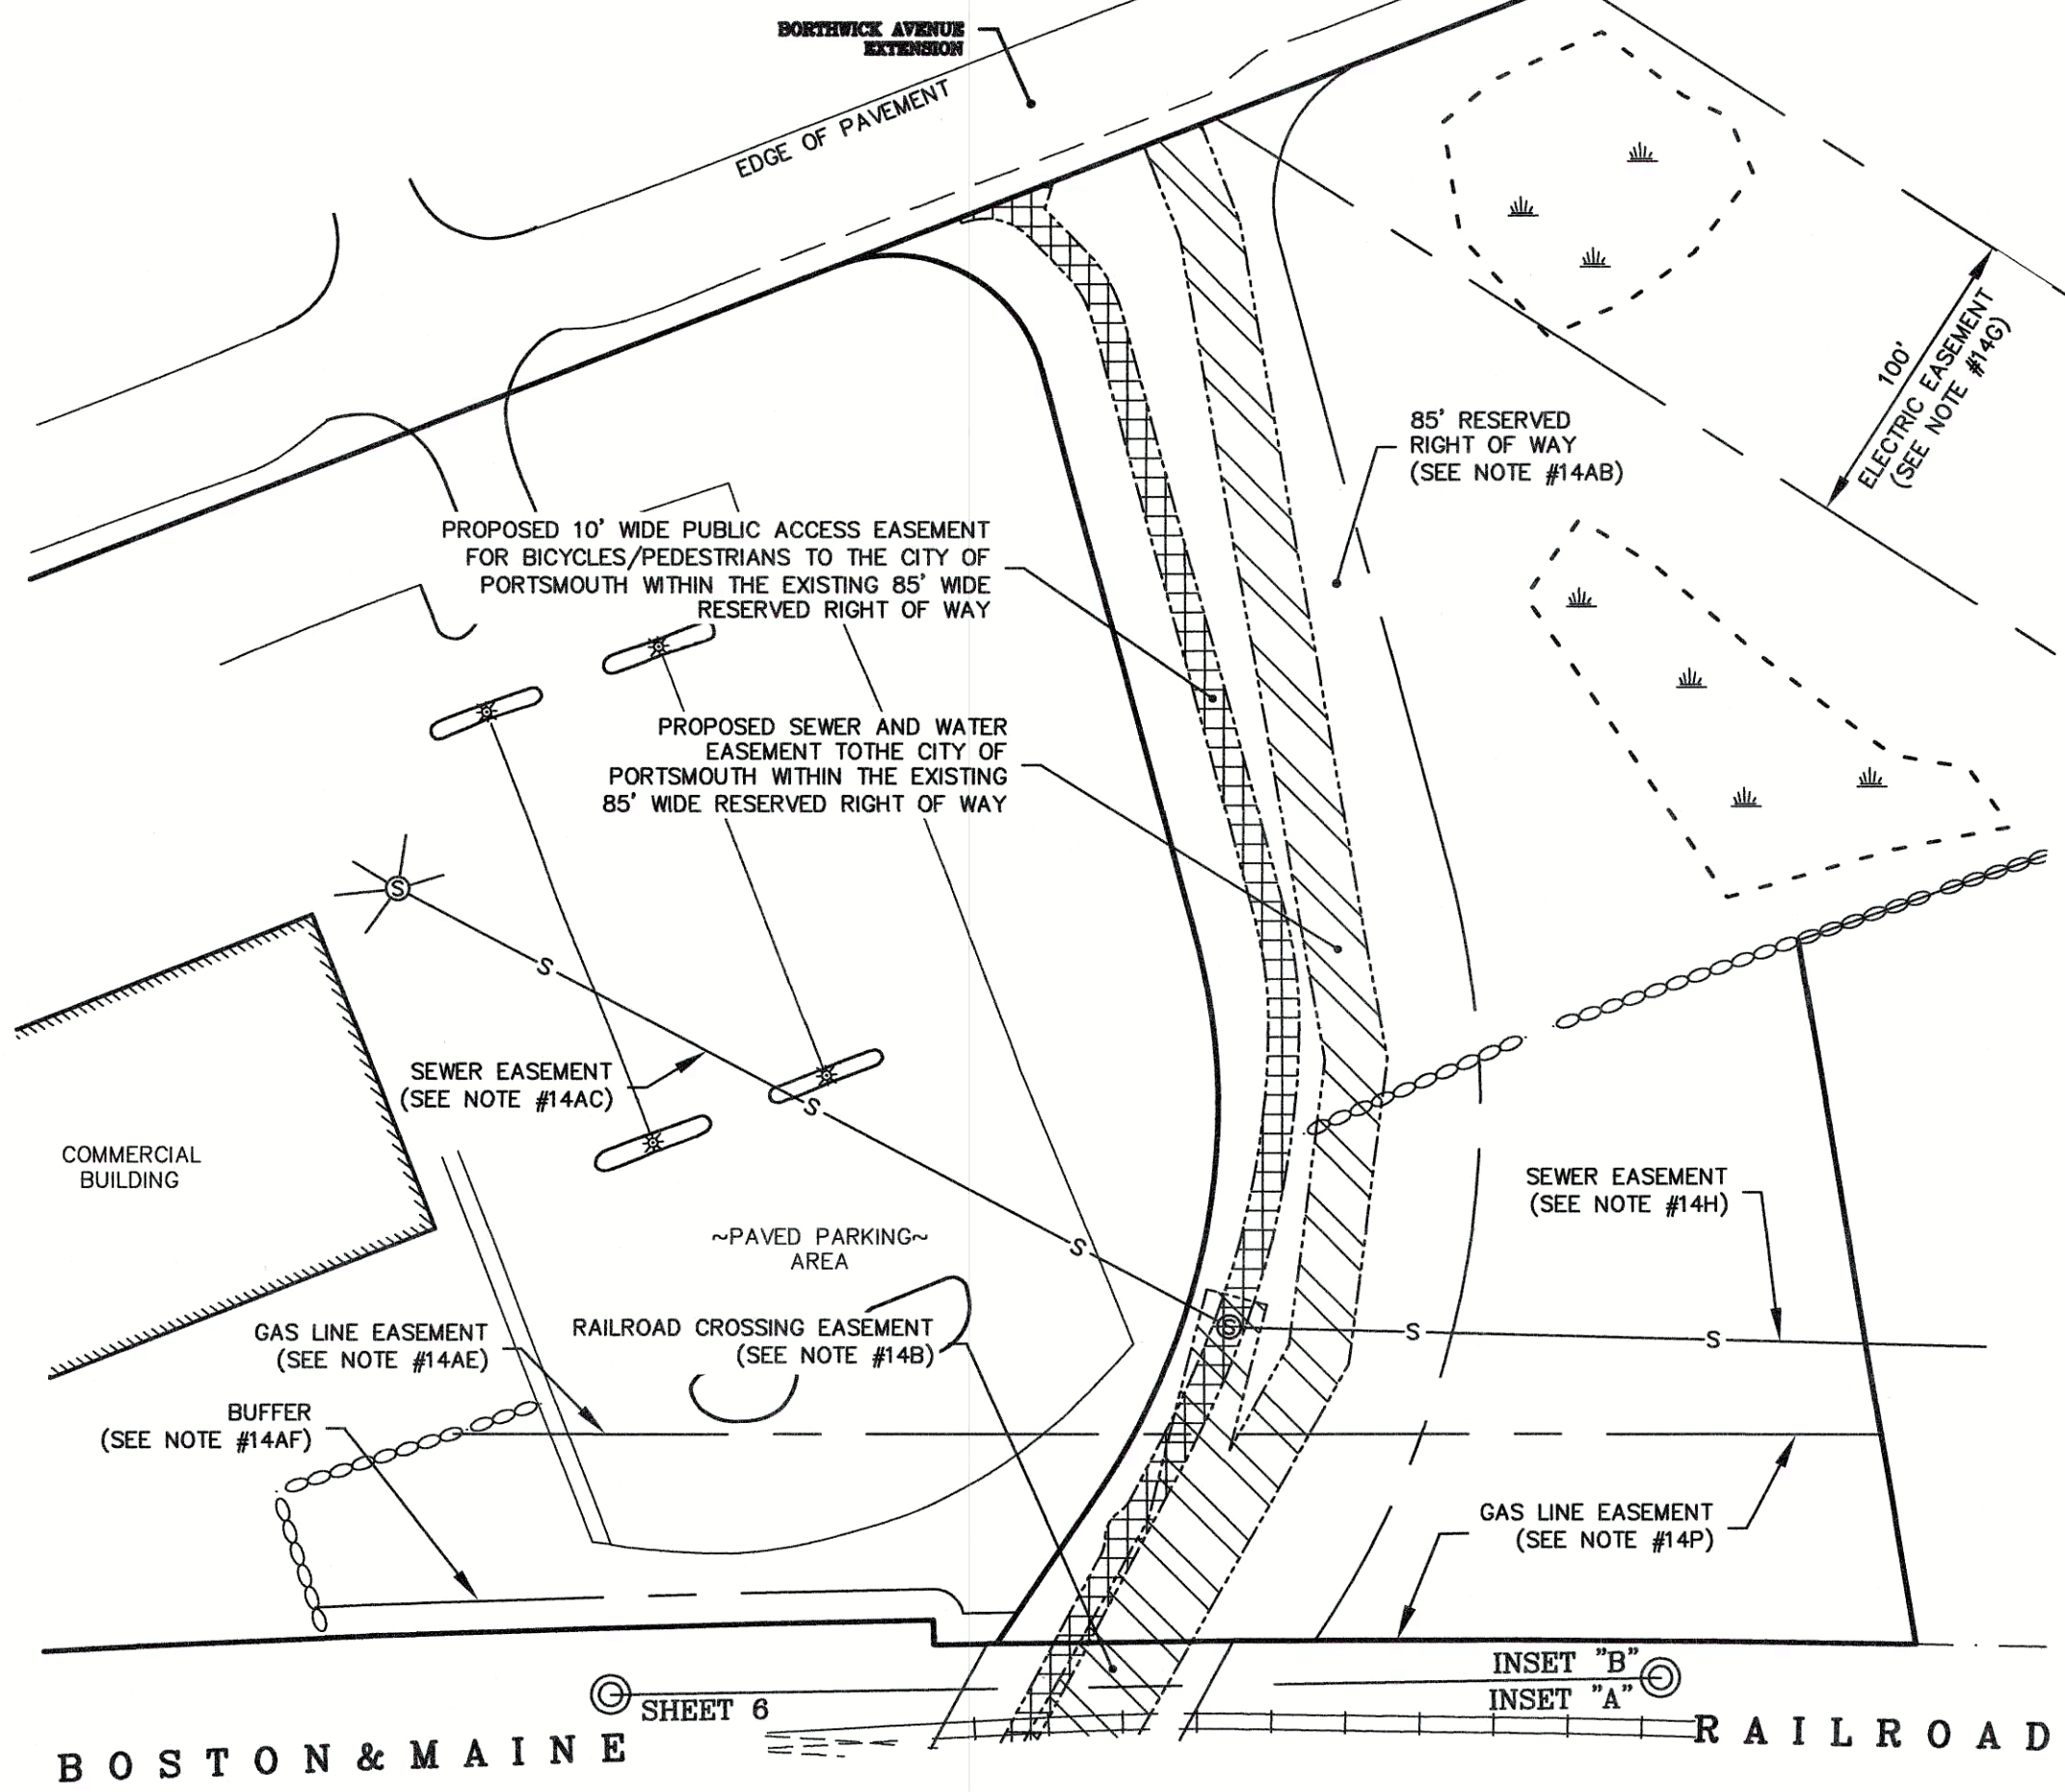 BORTHWICK AVENUE
EXTENSION
EDGE OF PAVEMENT
100'
ELECTRIC EASEMENT
(SEE NOTE #14G)
85' RESERVED
RIGHT OF WAY
(SEE NOTE #14AB)
PROPOSED 10' WIDE PUBLIC ACCESS EASEMENT
FOR BICYCLES/PEDESTRIANS TO THE CITY OF
PORTSMOUTH WITHIN THE EXISTING 85' WIDE
RESERVED RIGHT OF WAY
PROPOSED SEWER AND WATER
EASEMENT TOTHE CITY OF
PORTSMOUTH WITHIN THE EXISTING
85' WIDE RESERVED RIGHT OF WAY
S
S
SEWER EASEMENT
(SEE NOTE #14AC)
S
COMMERCIAL
BUILDING
SEWER EASEMENT
(SEE NOTE #14H)
~PAVED PARKING~
AREA
S
S
S
S
GAS LINE EASEMENT
(SEE NOTE #14AE)
RAILROAD CROSSING EASEMENT
(SEE NOTE #14B)
BUFFER
(SEE NOTE #14AF)
GAS LINE EASEMENT
(SEE NOTE #14P)
INSET "B"
INSET "A"
SHEET 6
BOSTON & MAINE RAILROAD